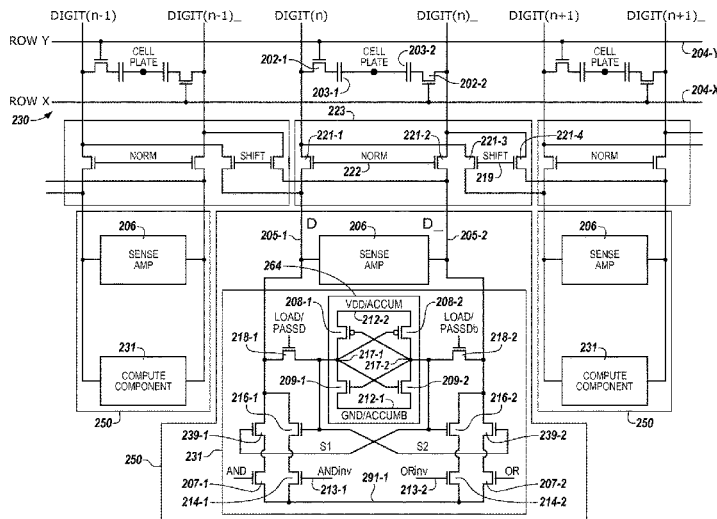 DIGIT(n-1) DIGIT(n-1)_ DIGIT(n) DIGIT(n)_ DIGIT(n+1) DIGIT(n+1)_
ROW Y
204-Y
202-1
CELL PLATE
203-1
203-2
202-2
CELL PLATE
CELL PLATE
ROW X
204-X
230
223
221-1
221-2
221-3
221-4
NORM
SHIFT
NORM
222
SHIFT
219
NORM
D
D_
205-1
205-2
206
SENSE AMP
206
SENSE AMP
206
SENSE AMP
264
208-1
VDD/ACCUM
212-2
208-2
LOAD/PASSD
218-1
LOAD/PASSDb
218-2
217-1
217-2
209-1
209-2
212-1
GND/ACCUMB
231
COMPUTE COMPONENT
250
231
COMPUTE COMPONENT
250
216-1
216-2
239-1
S1
S2
239-2
250
231
AND
ANDinv
ORinv
OR
207-1
213-1
291-1
213-2
207-2
214-1
214-2